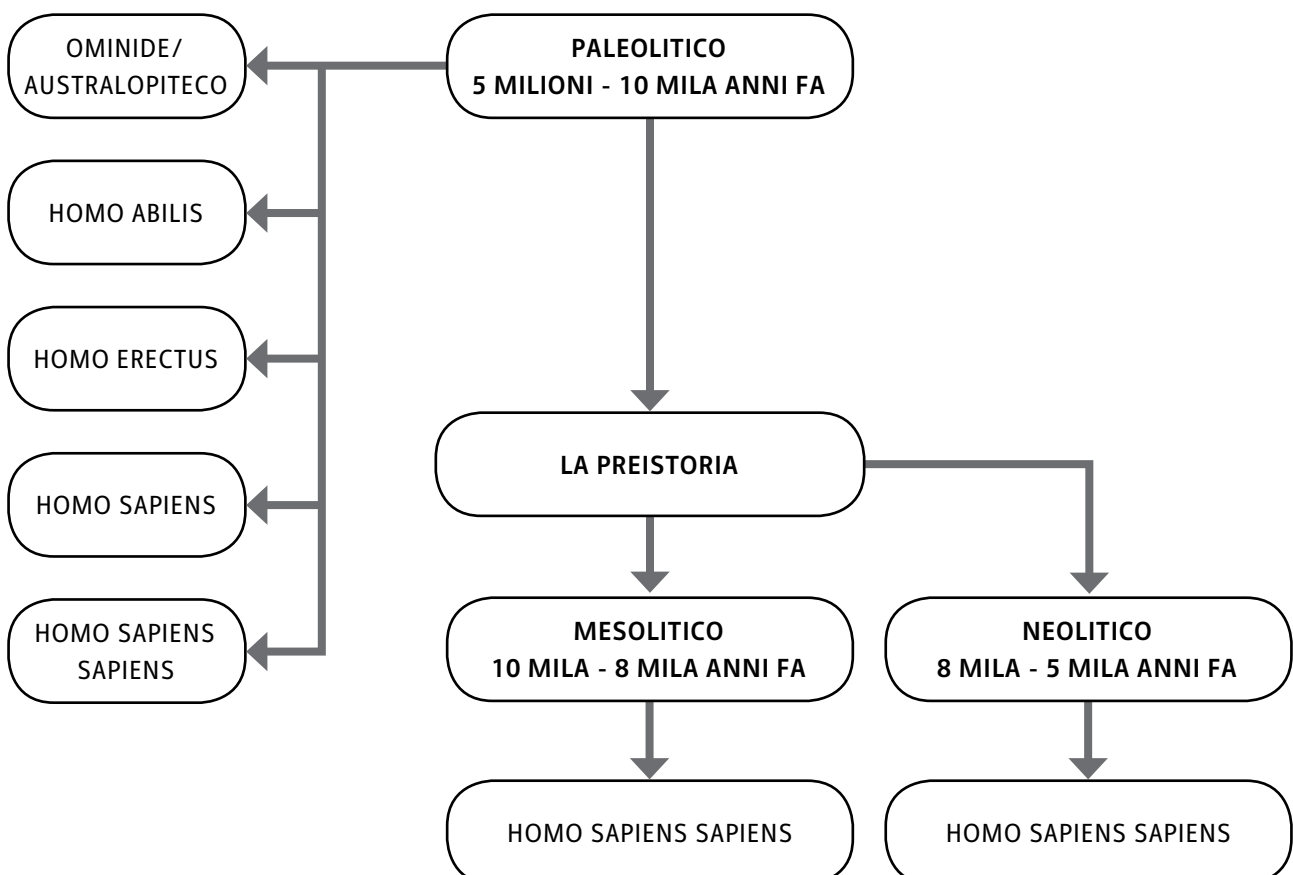 OMINIDE/
AUSTRALOPITECO
PALEOLITICO
5 MILIONI - 10 MILA ANNI FA
HOMO ABILIS
HOMO ERECTUS
HOMO SAPIENS
HOMO SAPIENS
SAPIENS
LA PREISTORIA
MESOLITICO
10 MILA - 8 MILA ANNI FA
NEOLITICO
8 MILA - 5 MILA ANNI FA
HOMO SAPIENS SAPIENS
HOMO SAPIENS SAPIENS